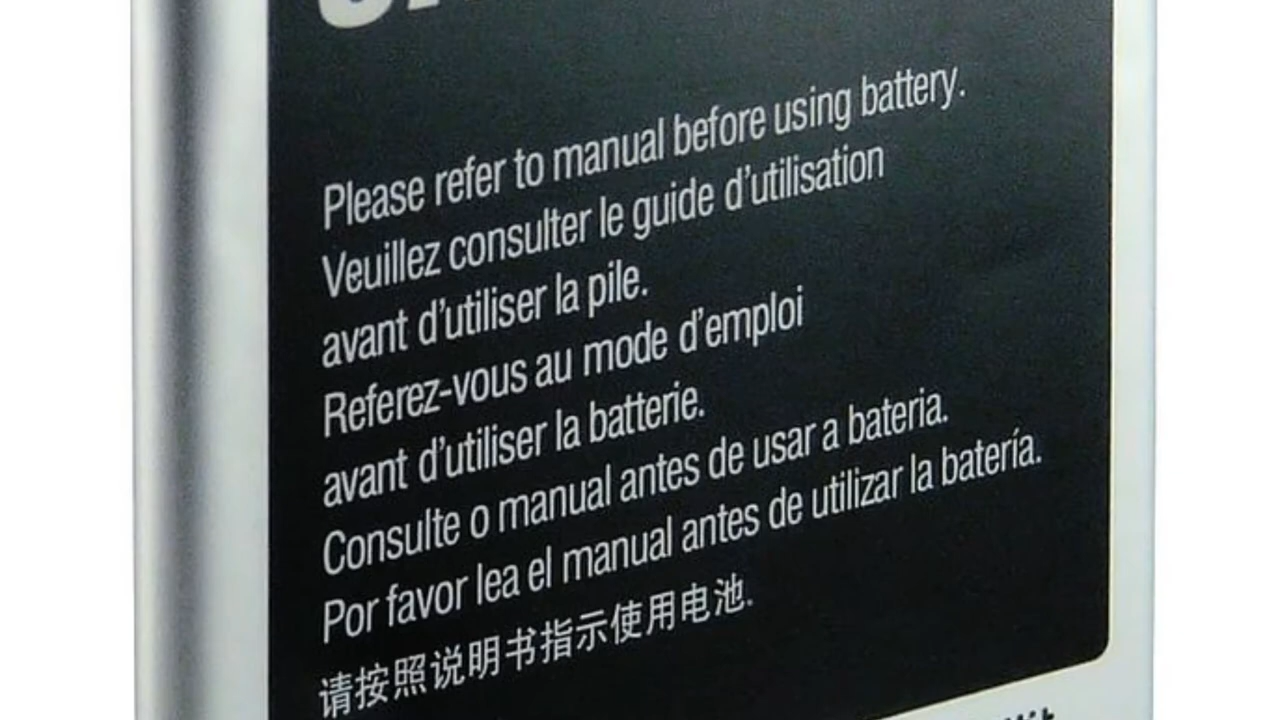 Please refer to manual before using battery.
Veuillez consulter le guide d'utilisation
avant d'utiliser la pile.
Referez-vous au mode d'emploi
avant d'utiliser la batterie.
Consulte o manual antes de usar a bateria.
Por favor lea el manual antes de utilizar la batería.
请按照说明书指示使用电池.